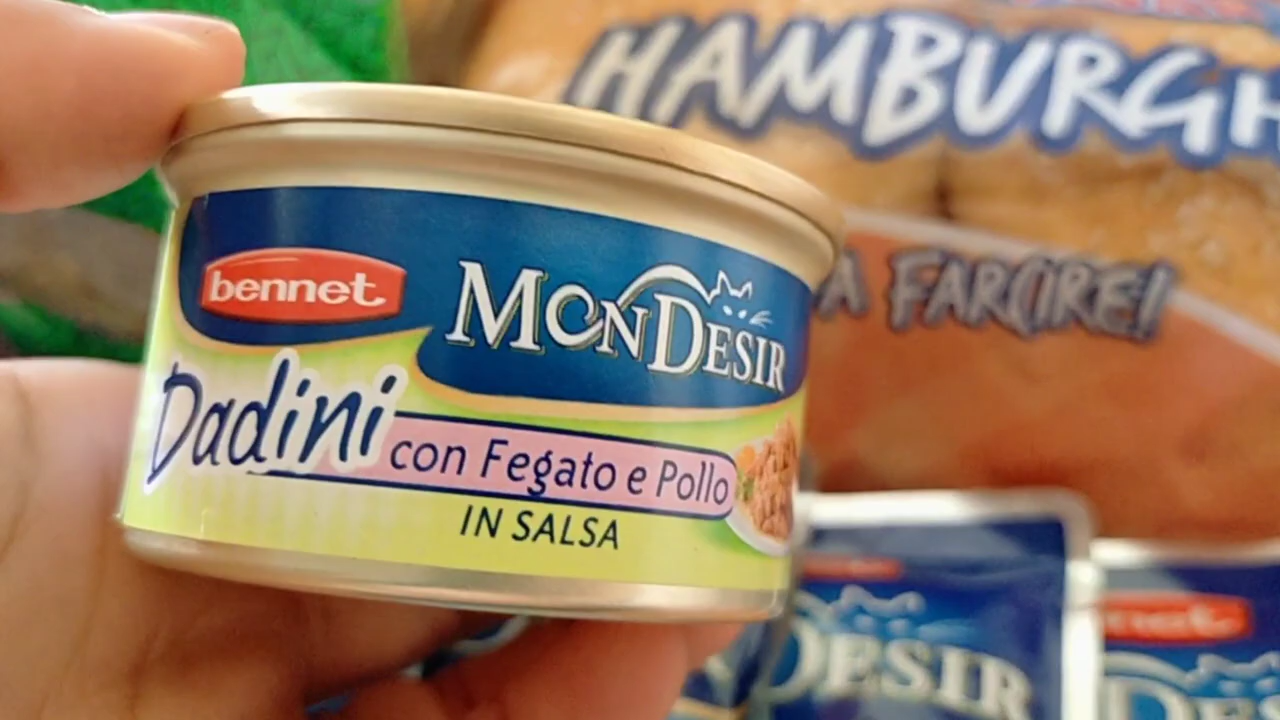 HAMBURGH
A FARCIRE!
bennet
MONDESIR
Dadini
con Fegato e Pollo
IN SALSA
DESIR